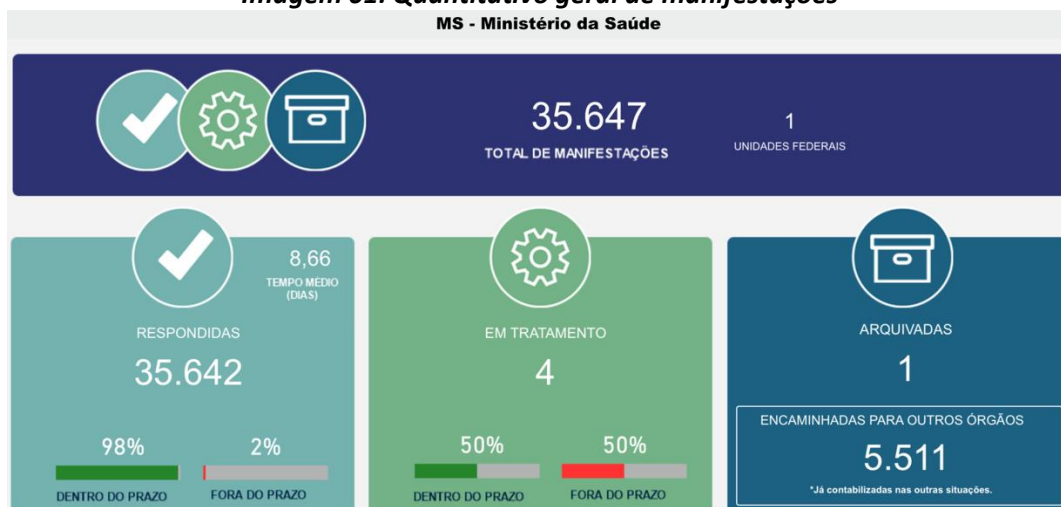 Imagem 01: Quantitativo geral de manifestações
MS - Ministério da Saúde
35.647
TOTAL DE MANIFESTAÇÕES
1
UNIDADES FEDERAIS
8,66
TEMPO MÉDIO
(DIAS)
RESPONDIDAS
35.642
98%
DENTRO DO PRAZO
2%
FORA DO PRAZO
EM TRATAMENTO
4
50%
DENTRO DO PRAZO
50%
FORA DO PRAZO
ARQUIVADAS
1
ENCAMINHADAS PARA OUTROS ÓRGÃOS
5.511
*Já contabilizadas nas outras situações.